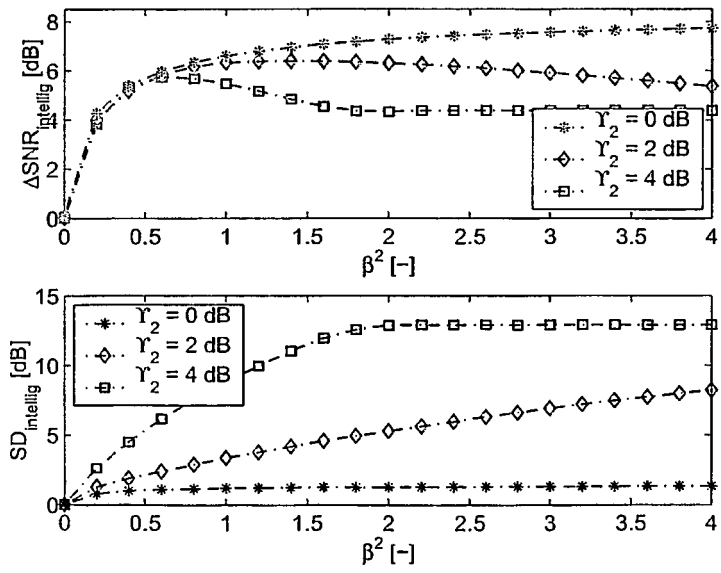 8
6
4
2
0
ΔSNR_intellig [dB]
ϒ_2 = 0 dB
ϒ_2 = 2 dB
ϒ_2 = 4 dB
0 0.5 1 1.5 2 2.5 3 3.5 4
β^2 [−]
15
10
5
0
SD_intellig [dB]
ϒ_2 = 0 dB
ϒ_2 = 2 dB
ϒ_2 = 4 dB
0 0.5 1 1.5 2 2.5 3 3.5 4
β^2 [−]